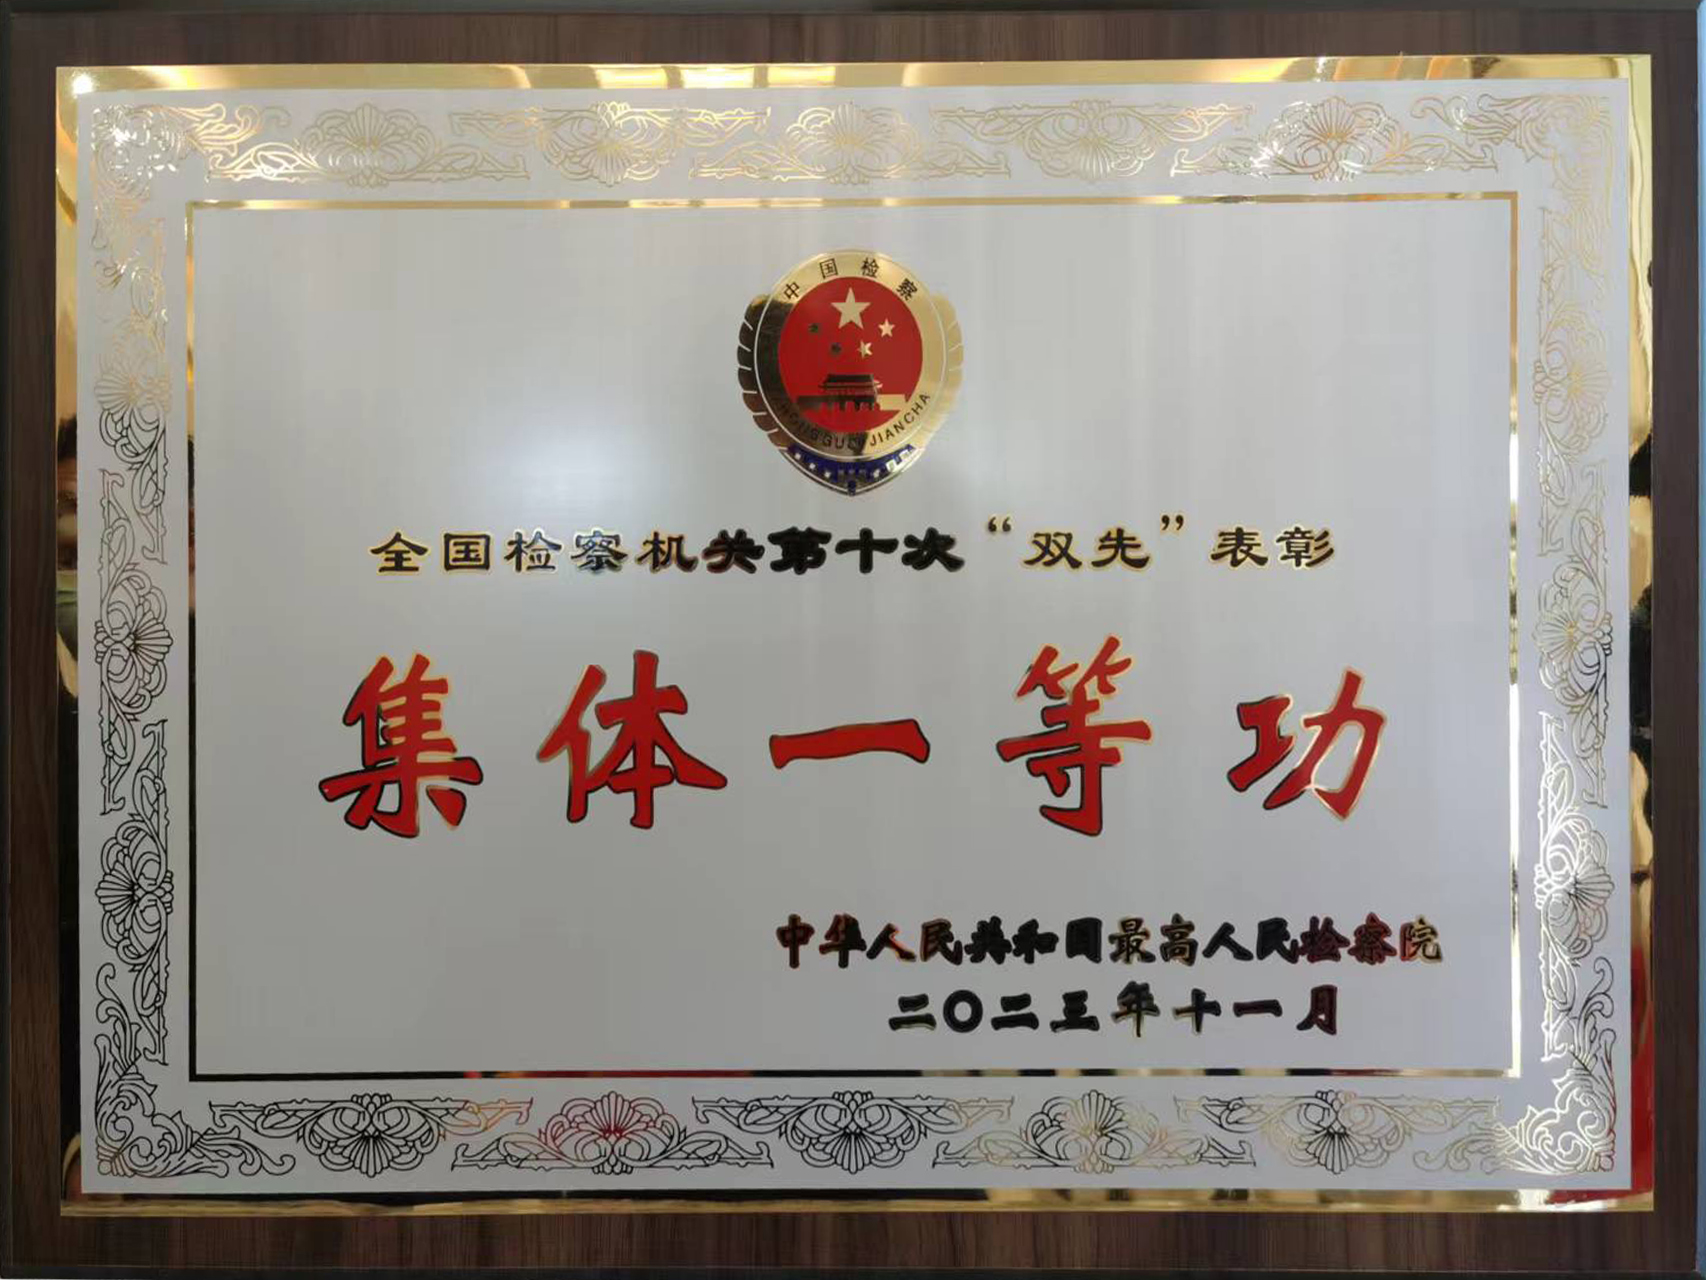 中国检察
ZHONGGUO JIANCHA
全国检察机关第十次“双先”表彰
集体一等功
中华人民共和国最高人民检察院
二〇二三年十一月